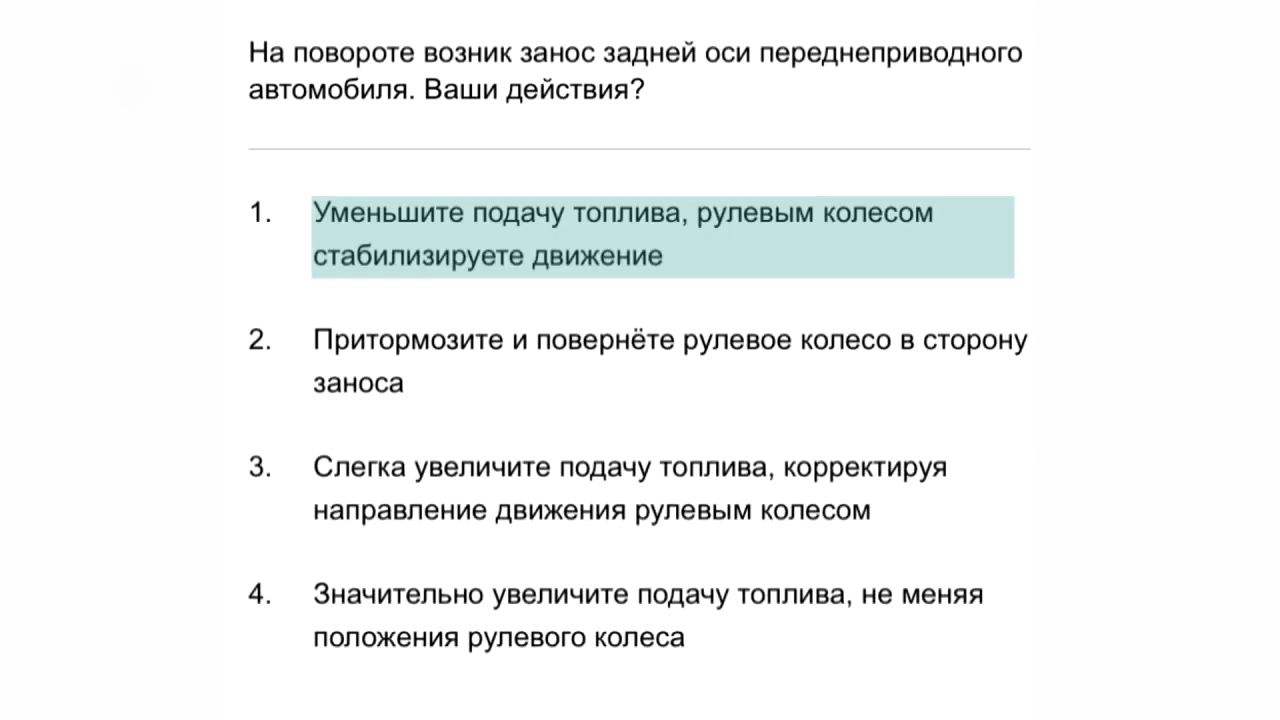 На повороте возник занос задней оси переднеприводного
автомобиля. Ваши действия?
1. Уменьшите подачу топлива, рулевым колесом
стабилизируете движение
2. Притормозите и повернёте рулевое колесо в сторону
заноса
3. Слегка увеличите подачу топлива, корректируя
направление движения рулевым колесом
4. Значительно увеличите подачу топлива, не меняя
положения рулевого колеса